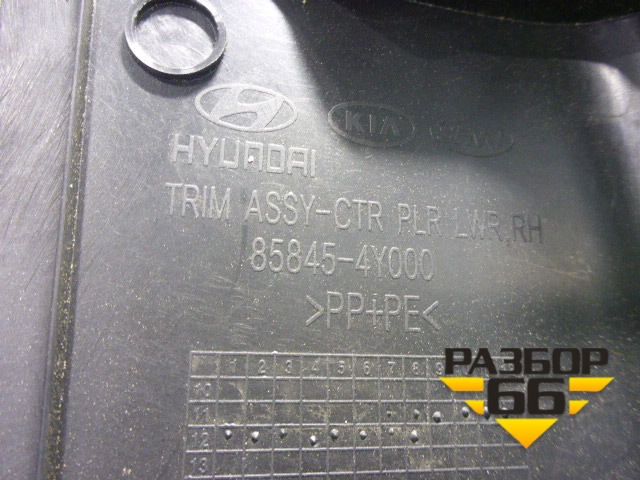 HYUNDAI
KIA
TRIM ASSY-CTR PLR LWR,RH
85845-4Y000
>PP+PE<
1 2 3 4 5 6 7 8 9
10
11
12
13
РАЗБОР
66